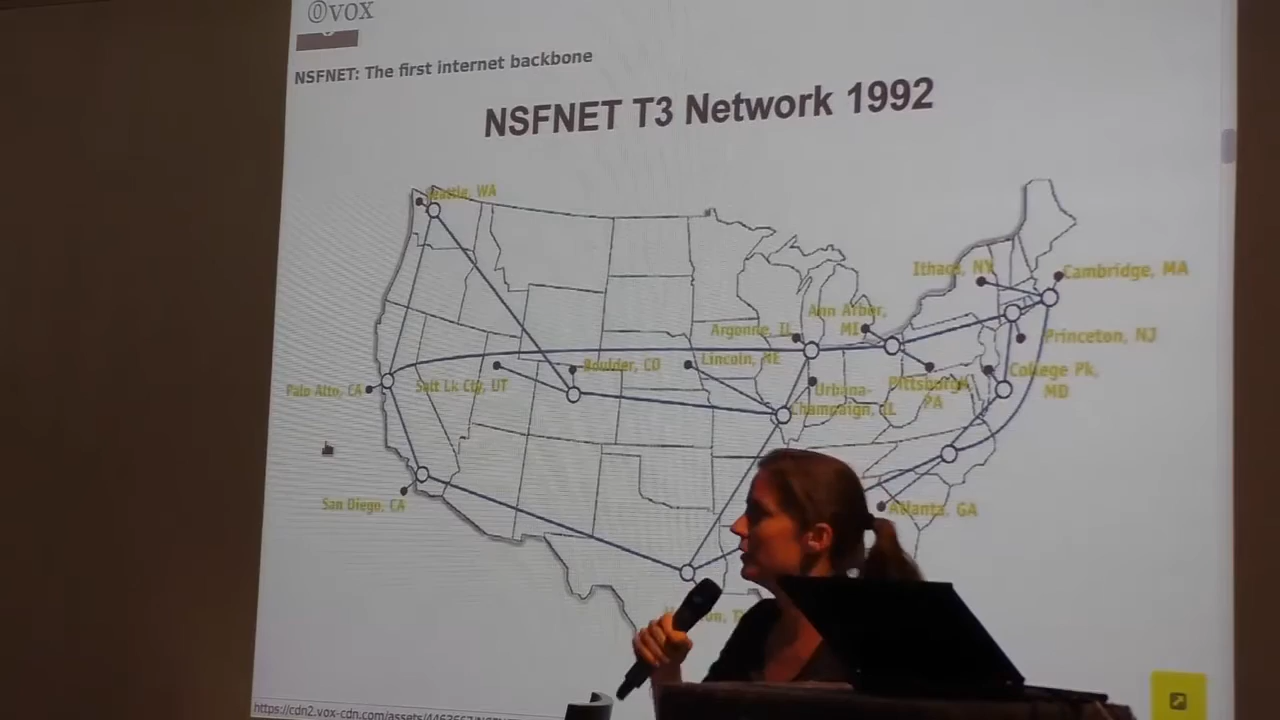 VOX
NSFNET: The first internet backbone
NSFNET T3 Network 1992
Seattle, WA
Ithaca, NY
Cambridge, MA
Ann Arbor,
MI
Argonne, IL
Princeton, NJ
Boulder, CO
Lincoln, NE
College Pk,
MD
Palo Alto, CA
Salt Lk Cty, UT
Urbana-
Champaign, IL
Pittsburgh,
PA
San Diego, CA
Atlanta, GA